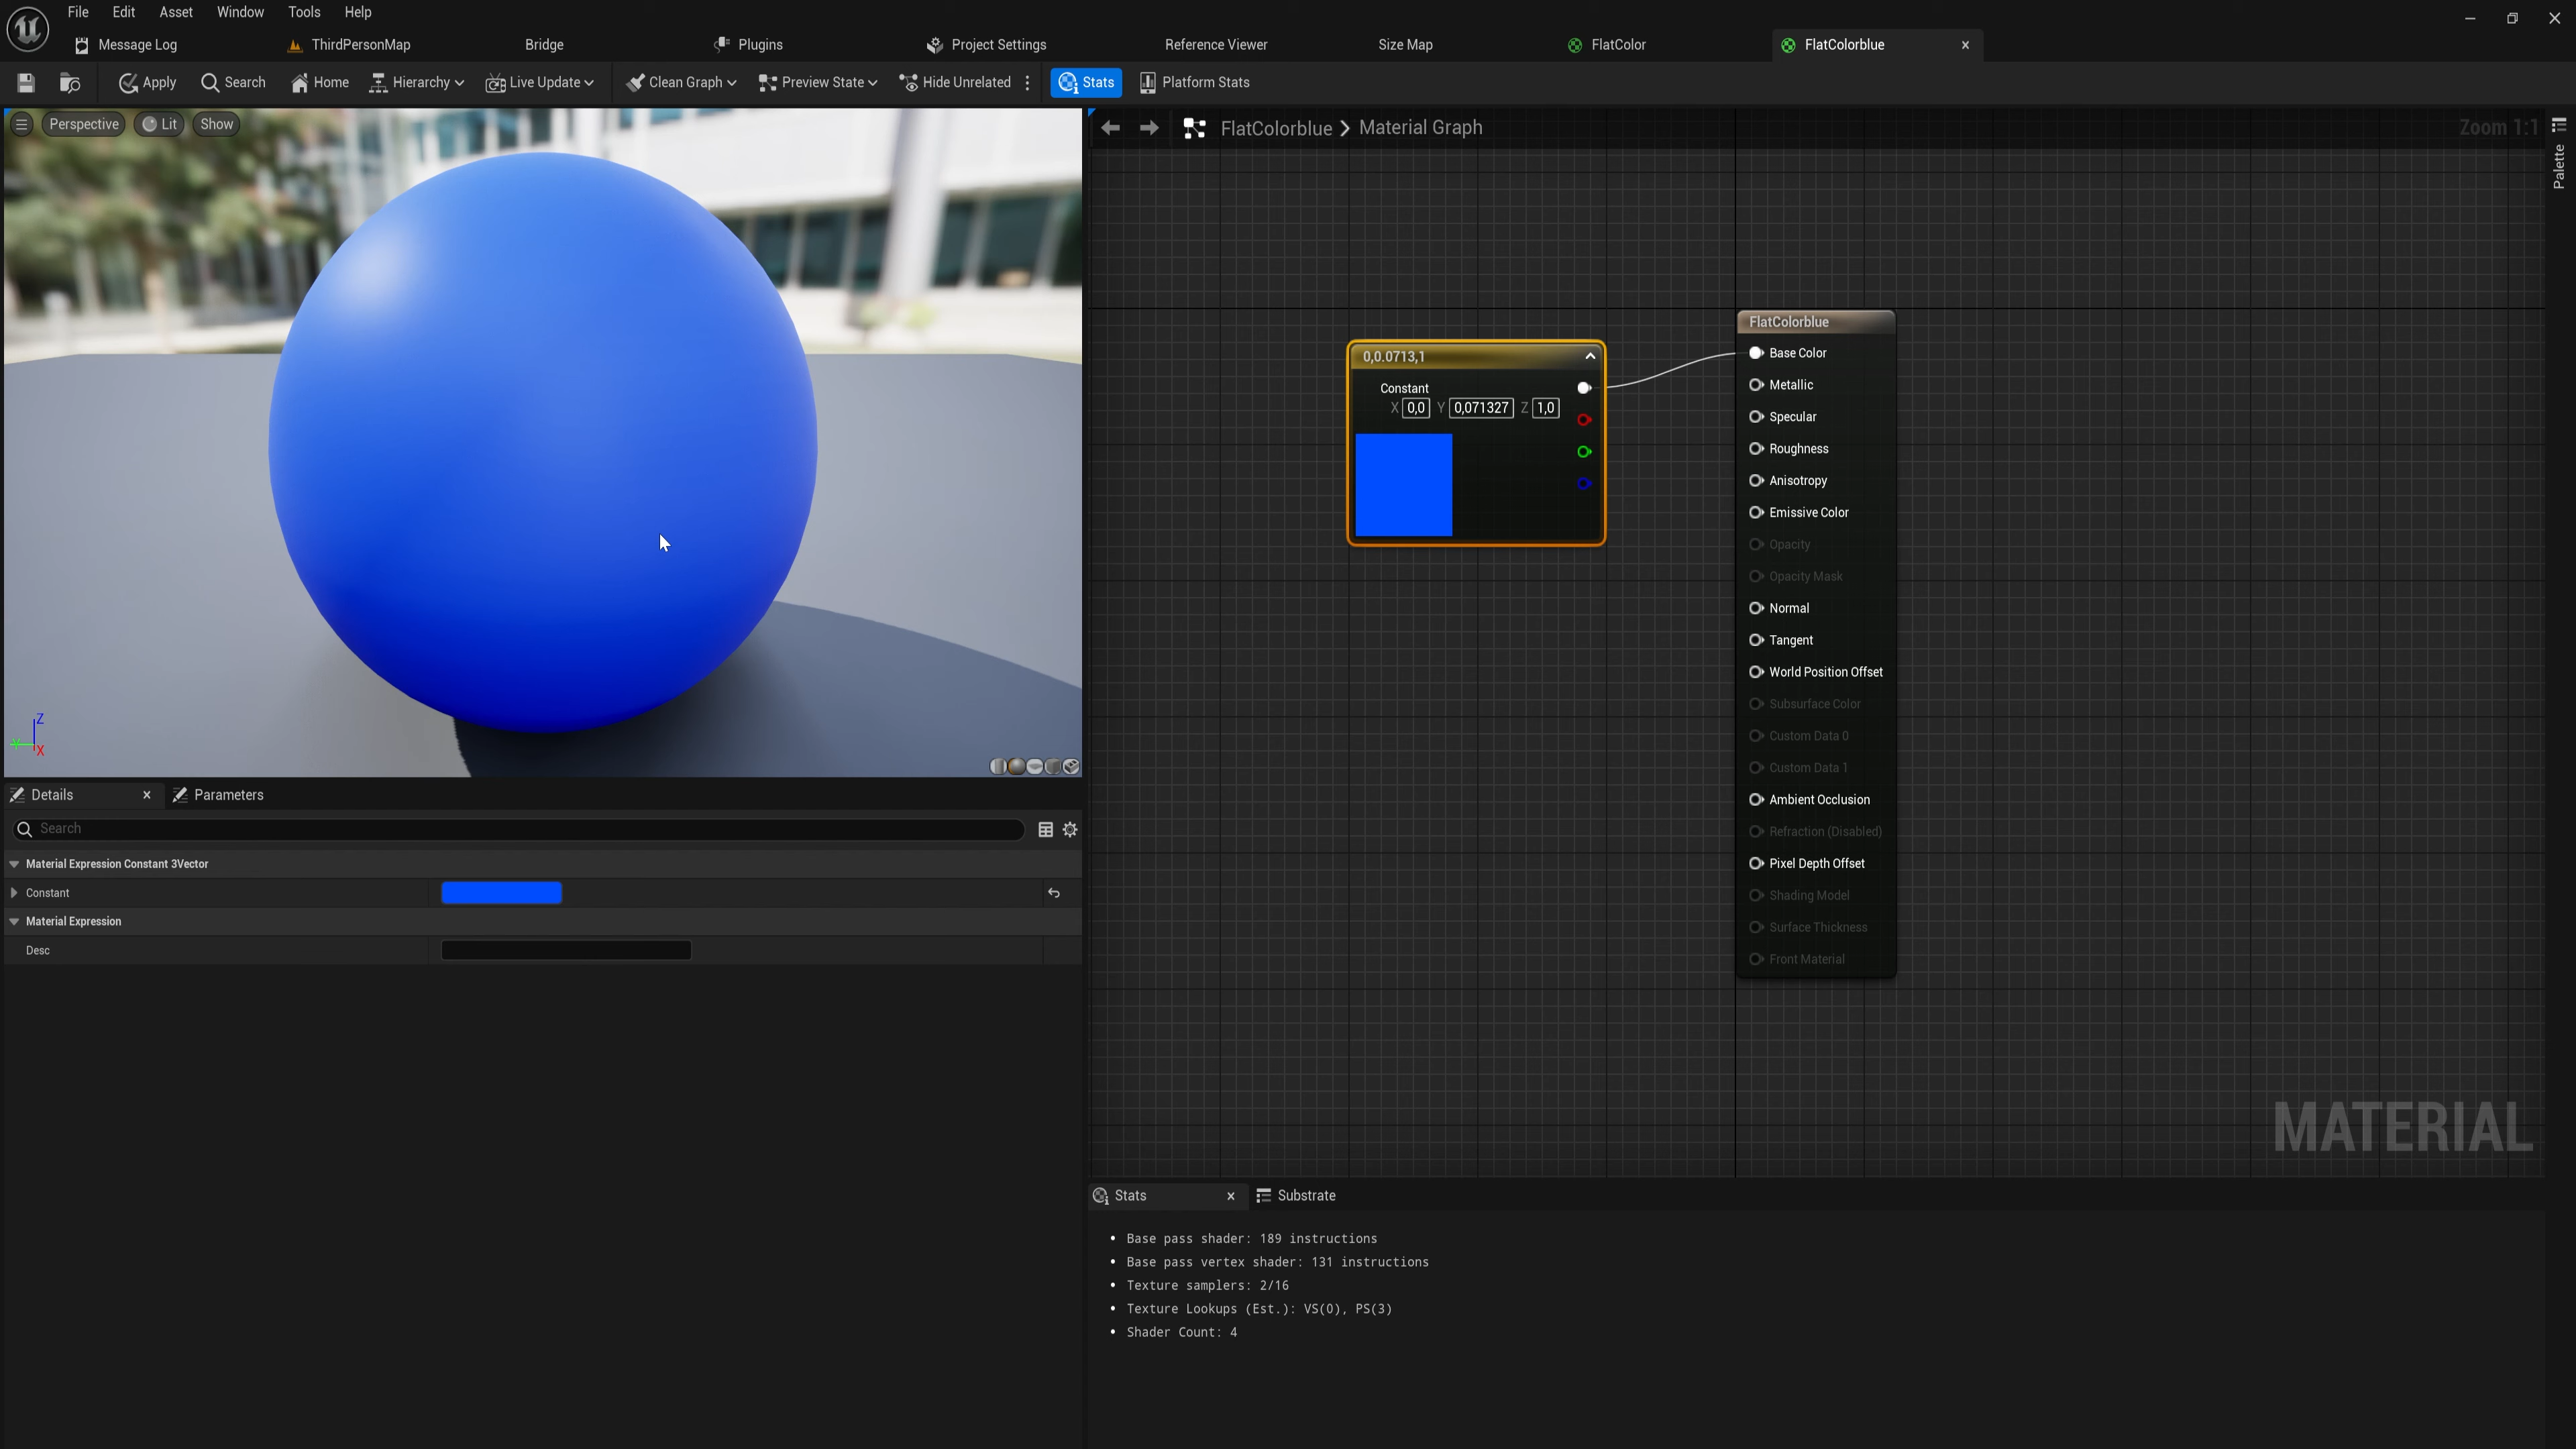 File Edit Asset Window Tools Help
Message Log ThirdPersonMap Bridge Plugins Project Settings Reference Viewer Size Map FlatColor FlatColorblue
Apply Search Home Hierarchy Live Update Clean Graph Preview State Hide Unrelated Stats Platform Stats
Perspective Lit Show
Z
Y
X
FlatColorblue Material Graph
Zoom 1:1
Palette
0,0.0713,1
Constant
X 0,0 Y 0,071327 Z 1,0
FlatColorblue
Base Color
Metallic
Specular
Roughness
Anisotropy
Emissive Color
Opacity
Opacity Mask
Normal
Tangent
World Position Offset
Subsurface Color
Custom Data 0
Custom Data 1
Ambient Occlusion
Refraction (Disabled)
Pixel Depth Offset
Shading Model
Surface Thickness
Front Material
MATERIAL
Details Parameters
Search
Material Expression Constant 3Vector
Constant
Material Expression
Desc
Stats Substrate
• Base pass shader: 189 instructions
• Base pass vertex shader: 131 instructions
• Texture samplers: 2/16
• Texture Lookups (Est.): VS(0), PS(3)
• Shader Count: 4